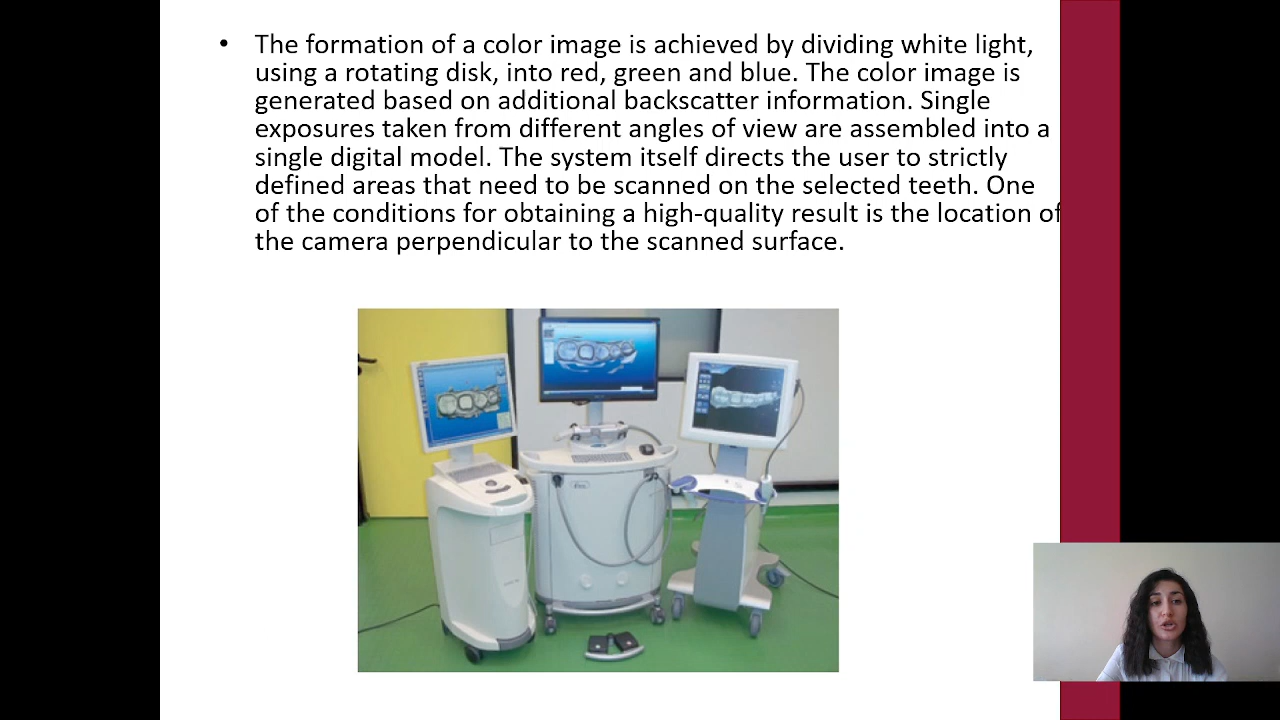 • The formation of a color image is achieved by dividing white light,
using a rotating disk, into red, green and blue. The color image is
generated based on additional backscatter information. Single
exposures taken from different angles of view are assembled into a
single digital model. The system itself directs the user to strictly
defined areas that need to be scanned on the selected teeth. One
of the conditions for obtaining a high-quality result is the location of
the camera perpendicular to the scanned surface.